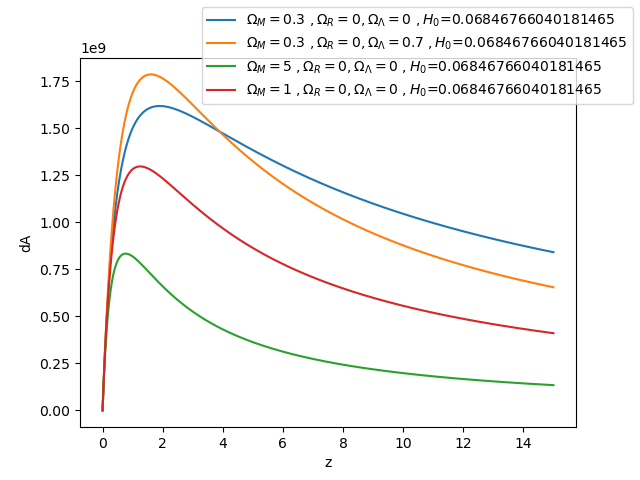 Ω_M = 0.3 , Ω_R = 0, Ω_Λ = 0 , H_0=0.06846766040181465
Ω_M = 0.3 , Ω_R = 0, Ω_Λ = 0.7 , H_0=0.06846766040181465
Ω_M = 5 , Ω_R = 0, Ω_Λ = 0 , H_0=0.06846766040181465
Ω_M = 1 , Ω_R = 0, Ω_Λ = 0 , H_0=0.06846766040181465
1e9
1.75
1.50
1.25
1.00
0.75
0.50
0.25
0.00
dA
0 2 4 6 8 10 12 14
z